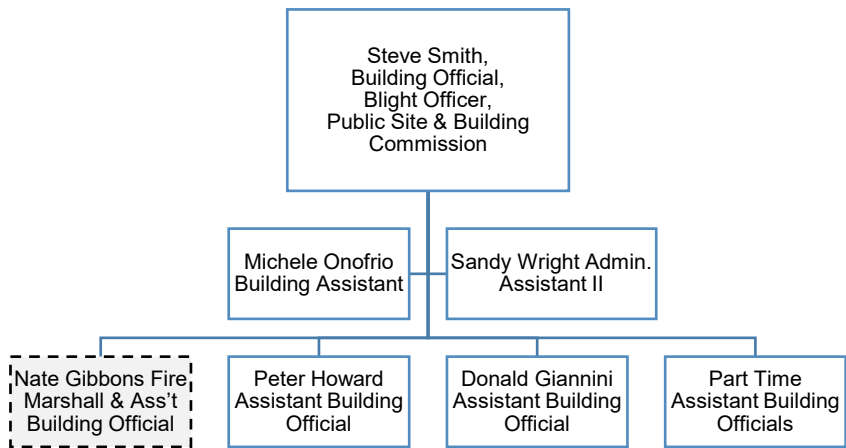 Steve Smith,
Building Official,
Blight Officer,
Public Site & Building
Commission
Michele Onofrio
Building Assistant
Sandy Wright Admin.
Assistant II
Nate Gibbons Fire
Marshall & Ass’t
Building Official
Peter Howard
Assistant Building
Official
Donald Giannini
Assistant Building
Official
Part Time
Assistant Building
Officials